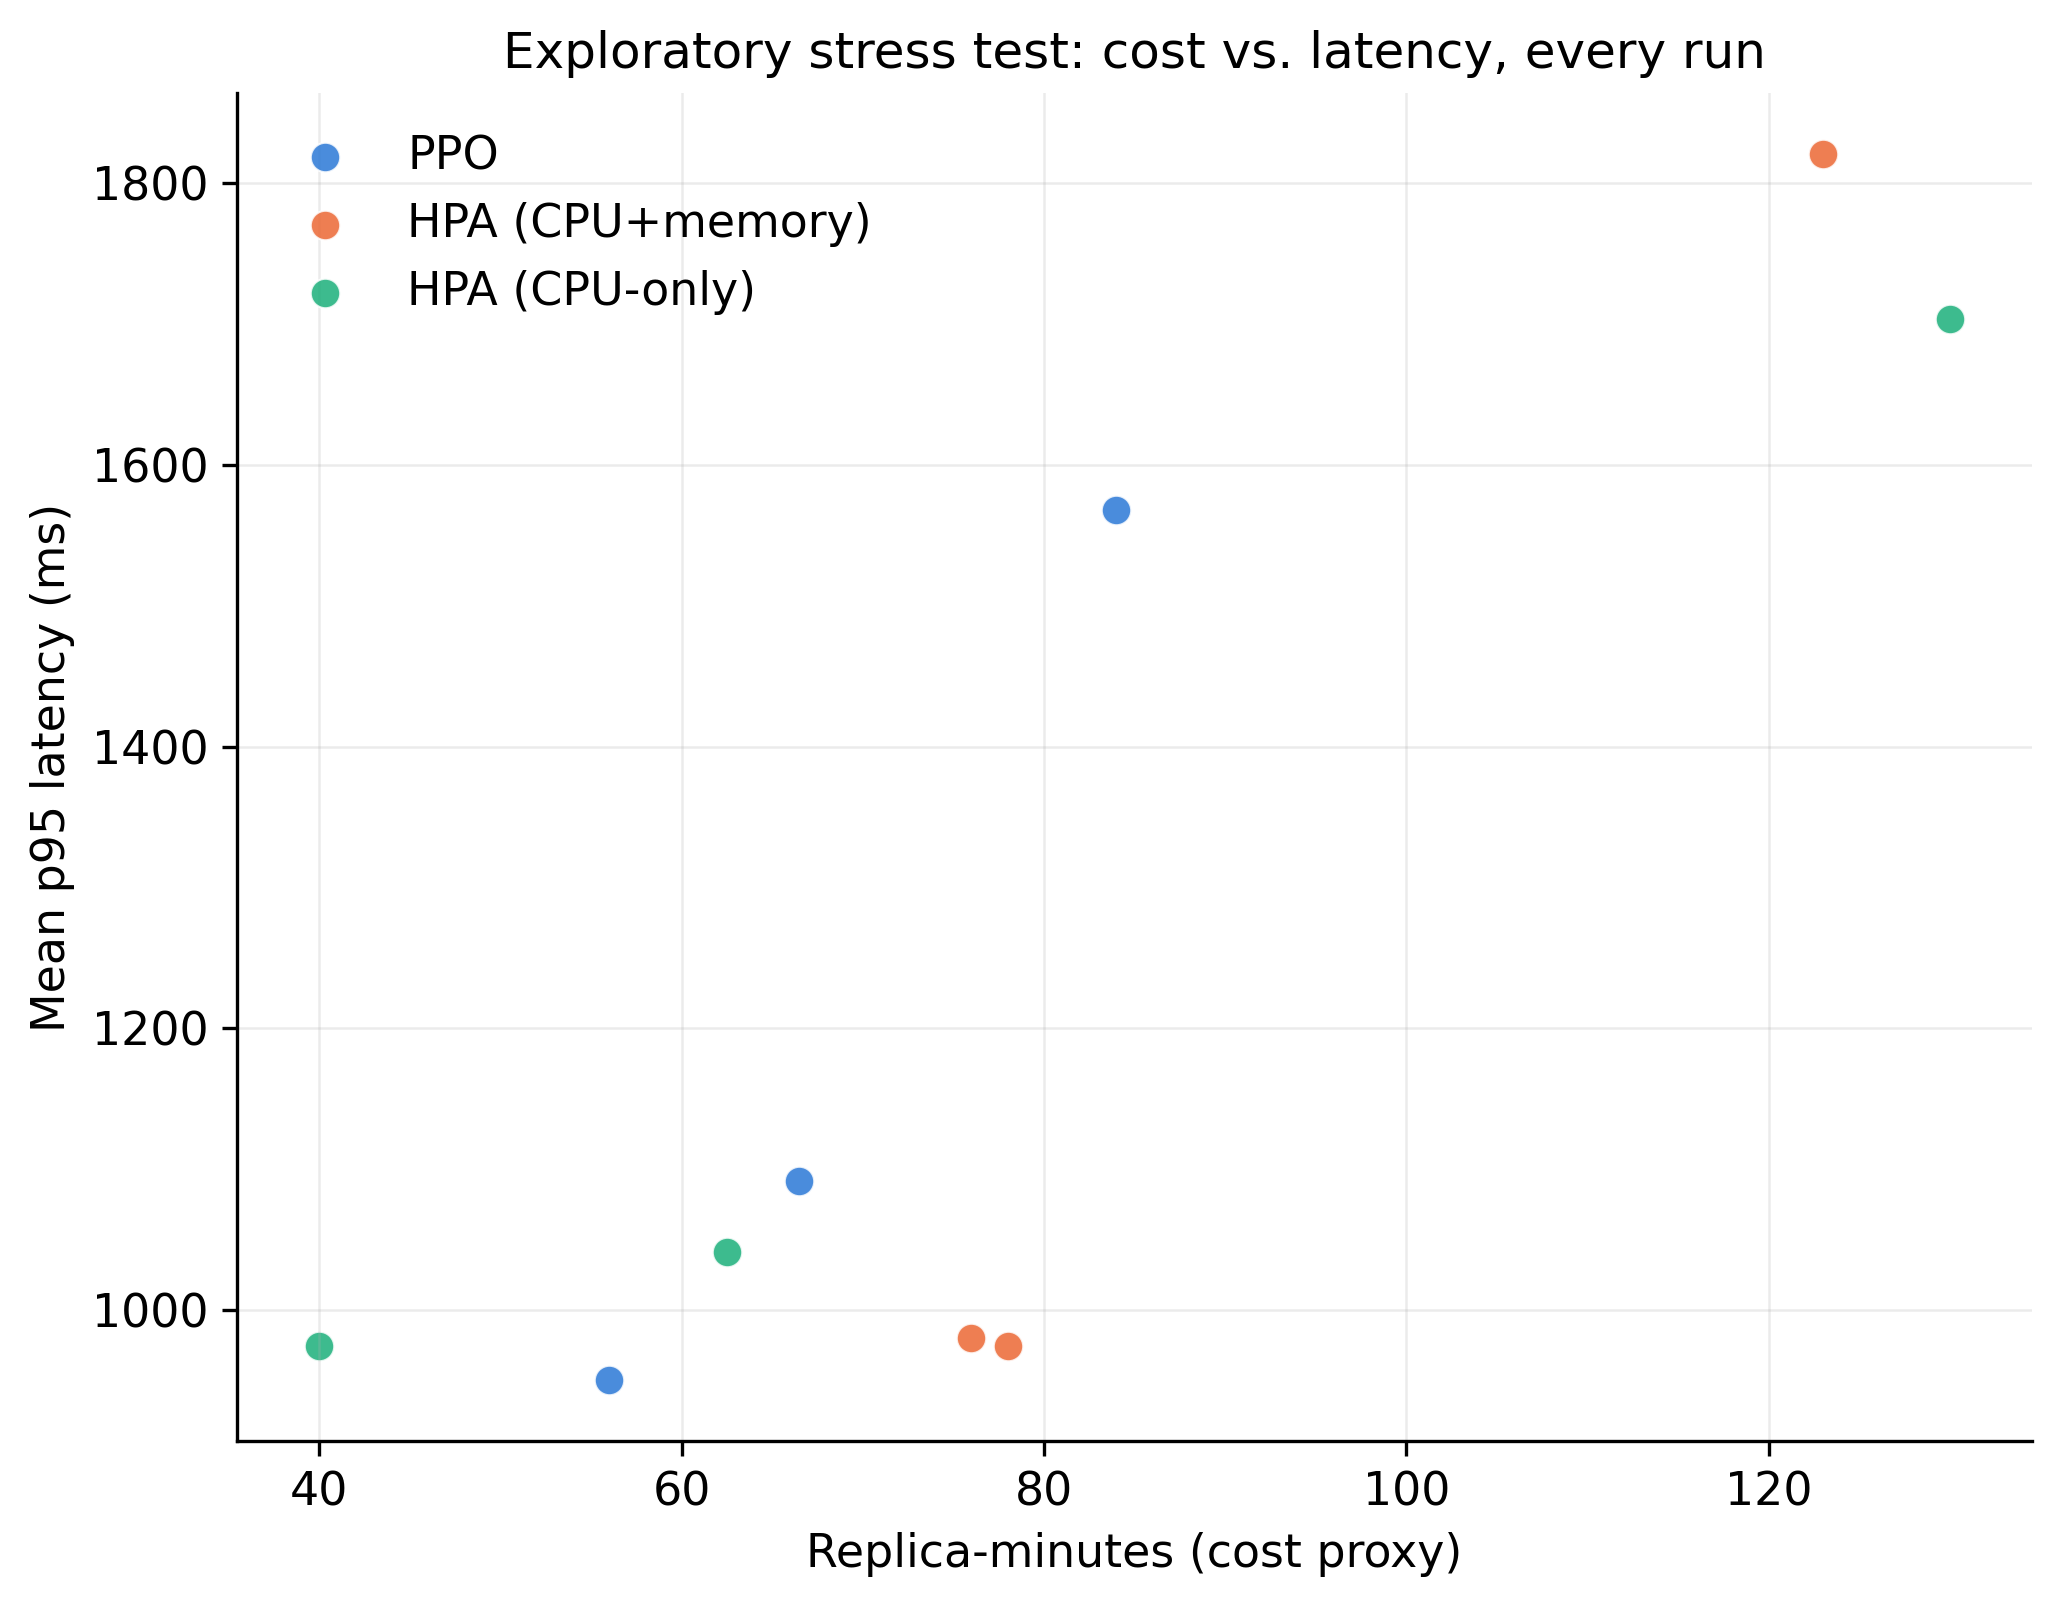 Exploratory stress test: cost vs. latency, every run
PPO
HPA (CPU+memory)
HPA (CPU-only)
Mean p95 latency (ms)
1800
1600
1400
1200
1000
40
60
80
100
120
Replica-minutes (cost proxy)